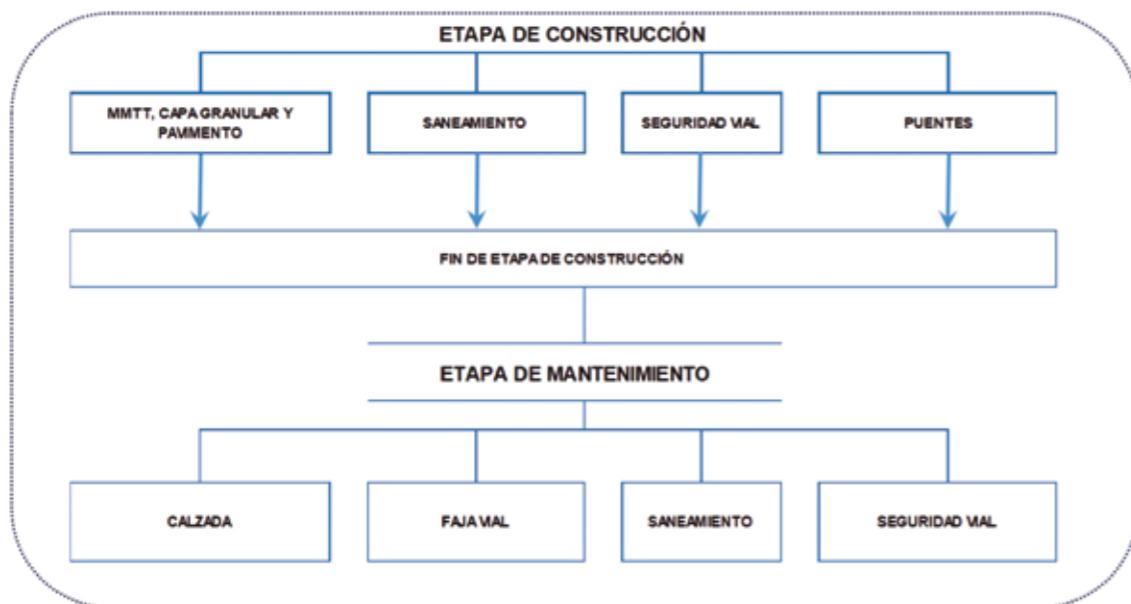 ETAPA DE CONSTRUCCIÓN
MMTT, CAPA GRANULAR Y
PAVIMENTO
SANEAMIENTO
SEGURIDAD VIAL
PUENTES
FIN DE ETAPA DE CONSTRUCCIÓN
ETAPA DE MANTENIMIENTO
CALZADA
FAJA VIAL
SANEAMIENTO
SEGURIDAD VIAL